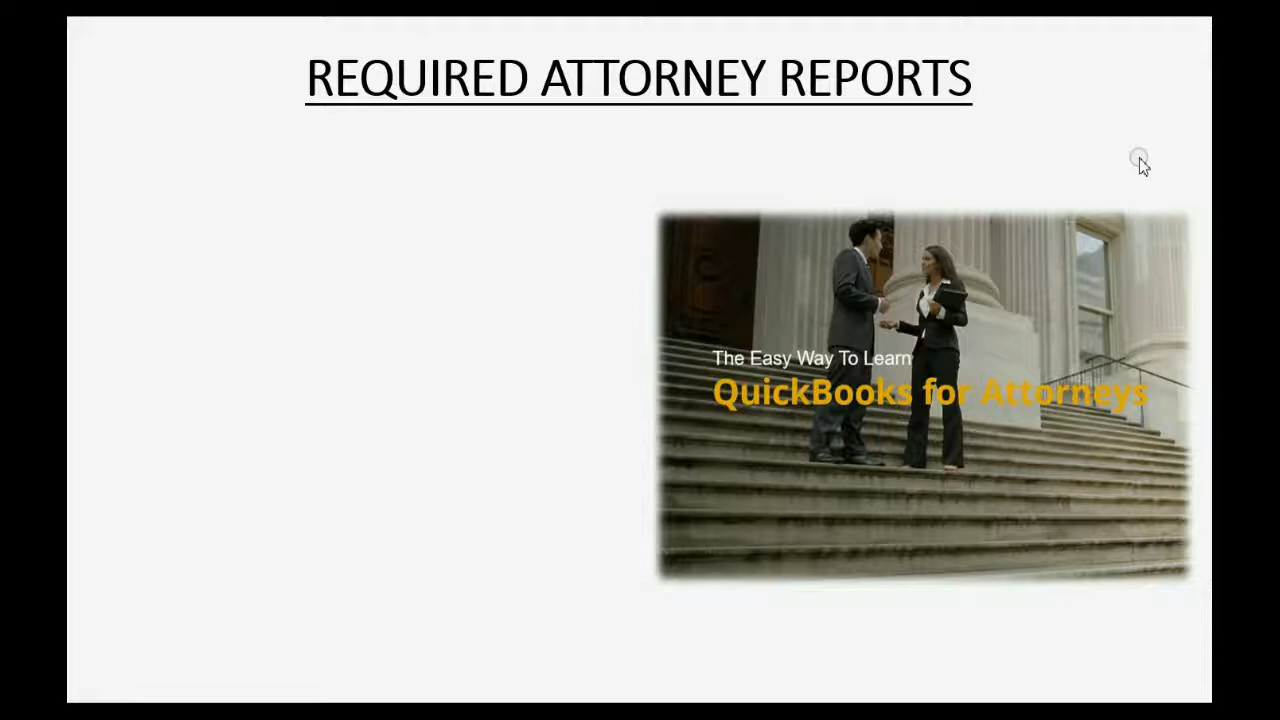 REQUIRED ATTORNEY REPORTS
The Easy Way To Learn
QuickBooks for Attorneys